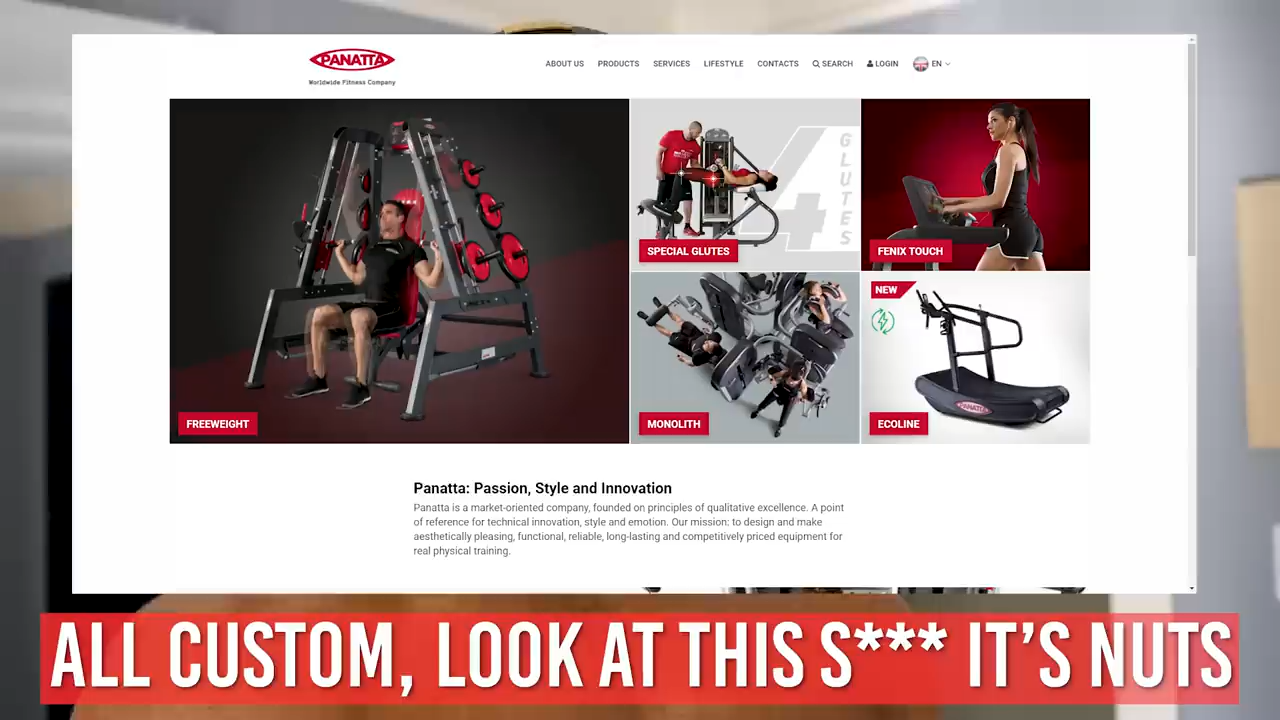 PANATTA
Worldwide Fitness Company
ABOUT US PRODUCTS SERVICES LIFESTYLE CONTACTS SEARCH LOGIN EN
FREEWEIGHT
4 GLUTES
SPECIAL GLUTES
FENIX TOUCH
MONOLITH
NEW
PANATTA
ECOLINE
Panatta: Passion, Style and Innovation
Panatta is a market-oriented company, founded on principles of qualitative excellence. A point
of reference for technical innovation, style and emotion. Our mission: to design and make
aesthetically pleasing, functional, reliable, long-lasting and competitively priced equipment for
real physical training.
ALL CUSTOM, LOOK AT THIS S*** IT'S NUTS